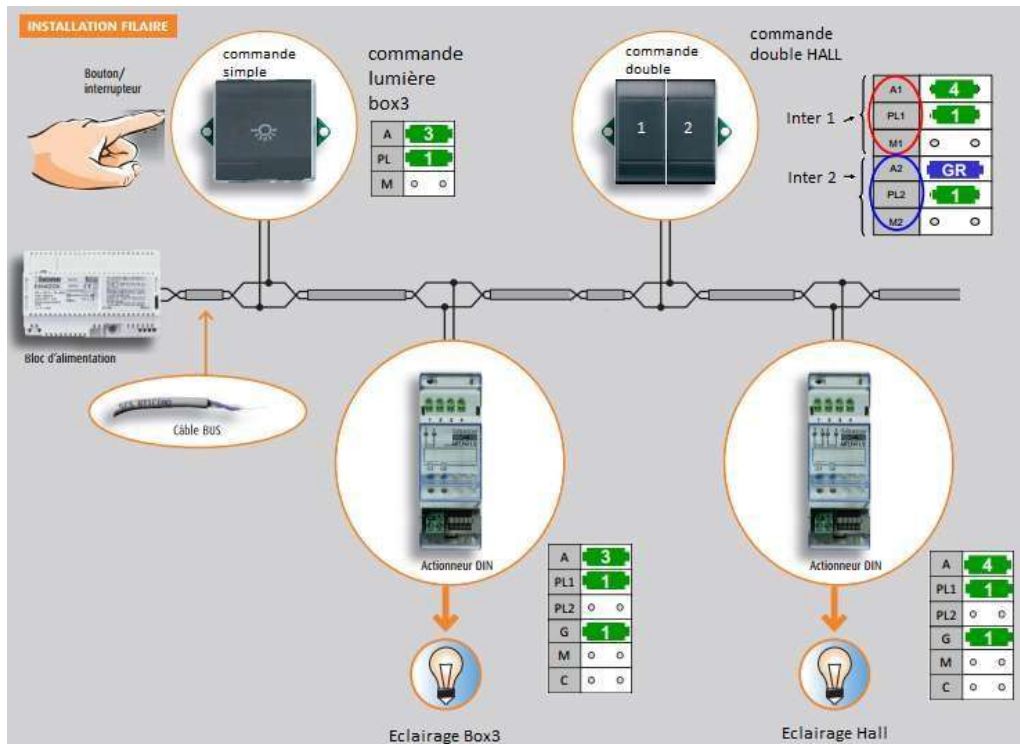 INSTALLATION FILAIRE
Bouton/
interrupteur
commande
simple
commande
lumière
box3
A 3
PL 1
M
commande
double
1 2
commande
double HALL
Inter 1
A1 4
PL1 1
M1
Inter 2
A2 GR
PL2 1
M2
Bloc d'alimentation
Câble BUS
Actionneur DIN
A 3
PL1 1
PL2
G 1
M
C
Eclairage Box3
Actionneur DIN
A 4
PL1 1
PL2
G 1
M
C
Eclairage Hall